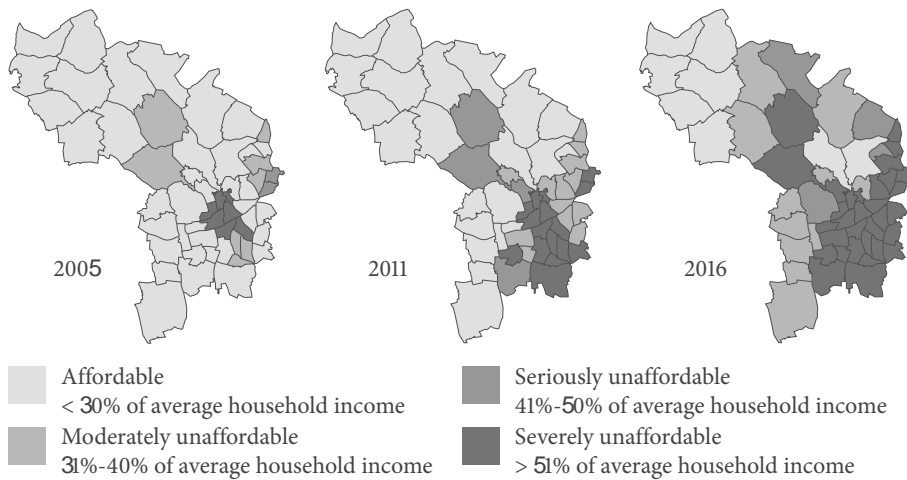 2005
2011
2016
Affordable
< 30% of average household income
Moderately unaffordable
31%-40% of average household income
Seriously unaffordable
41%-50% of average household income
Severely unaffordable
> 51% of average household income